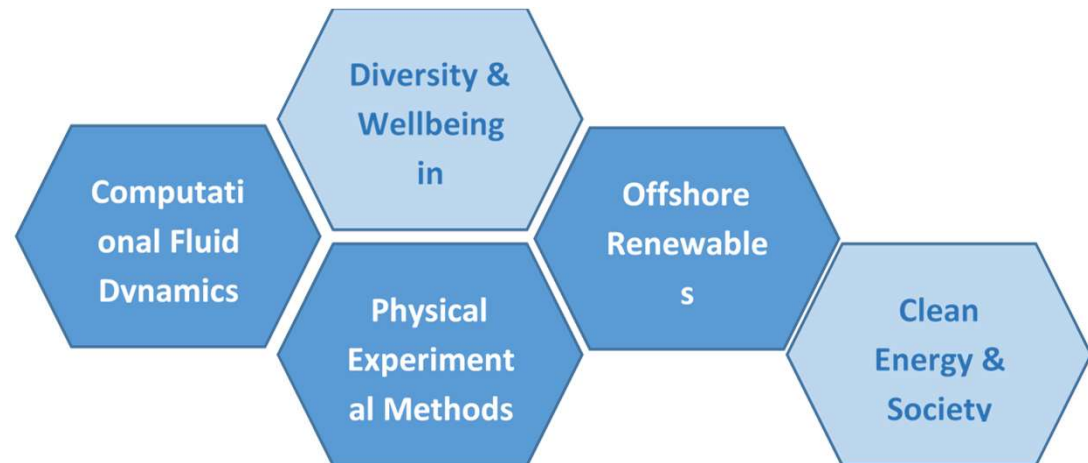 Diversity &
Wellbeing
in
Computati
onal Fluid
Dynamics
Offshore
Renewable
s
Physical
Experiment
al Methods
Clean
Energy &
Society